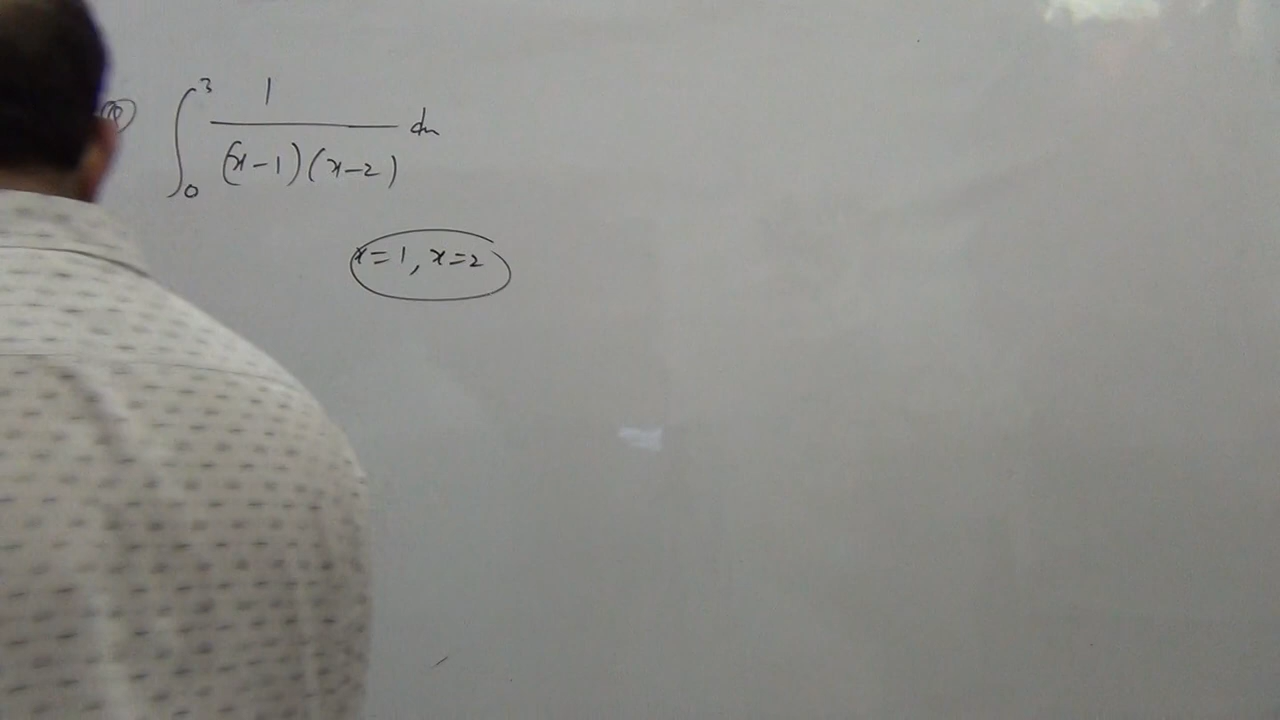 ∫₀³ 1/((x-1)(x-2)) dx
x=1, x=2